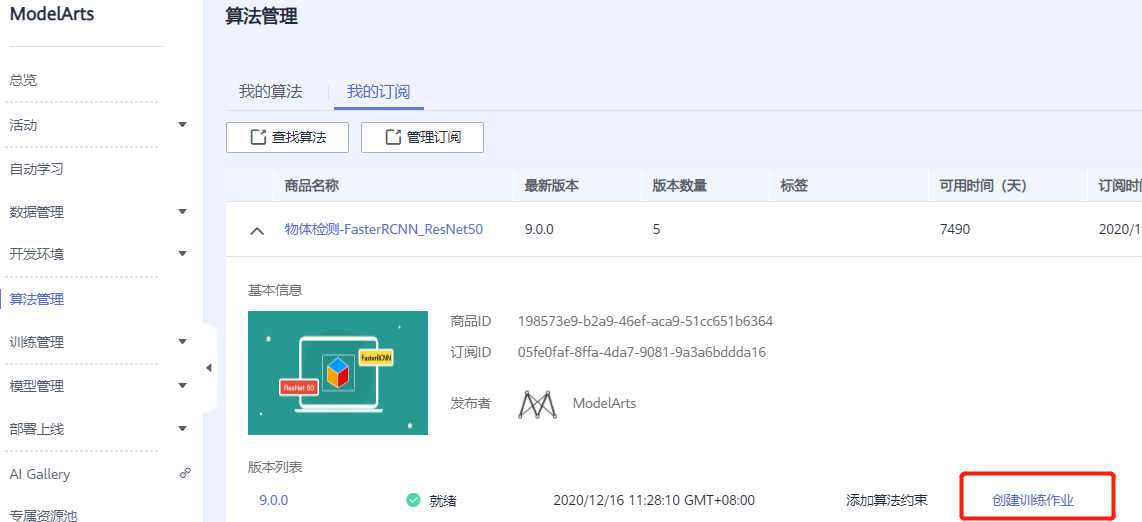 ModelArts
总览
活动
自动学习
数据管理
开发环境
算法管理
训练管理
模型管理
部署上线
AI Gallery
专属资源池
算法管理
我的算法 我的订阅
查找算法 管理订阅
商品名称 最新版本 版本数量 标签 可用时间（天） 订阅时间
物体检测-FasterRCNN_ResNet50 9.0.0 5 7490 2020/1
基本信息
FasterRCNN
ResNet 50
商品ID 198573e9-b2a9-46ef-aca9-51cc651b6364
订阅ID 05fe0faf-8ffa-4da7-9081-9a3a6bddda16
发布者 ModelArts
版本列表
9.0.0 就绪 2020/12/16 11:28:10 GMT+08:00 添加算法约束 创建训练作业